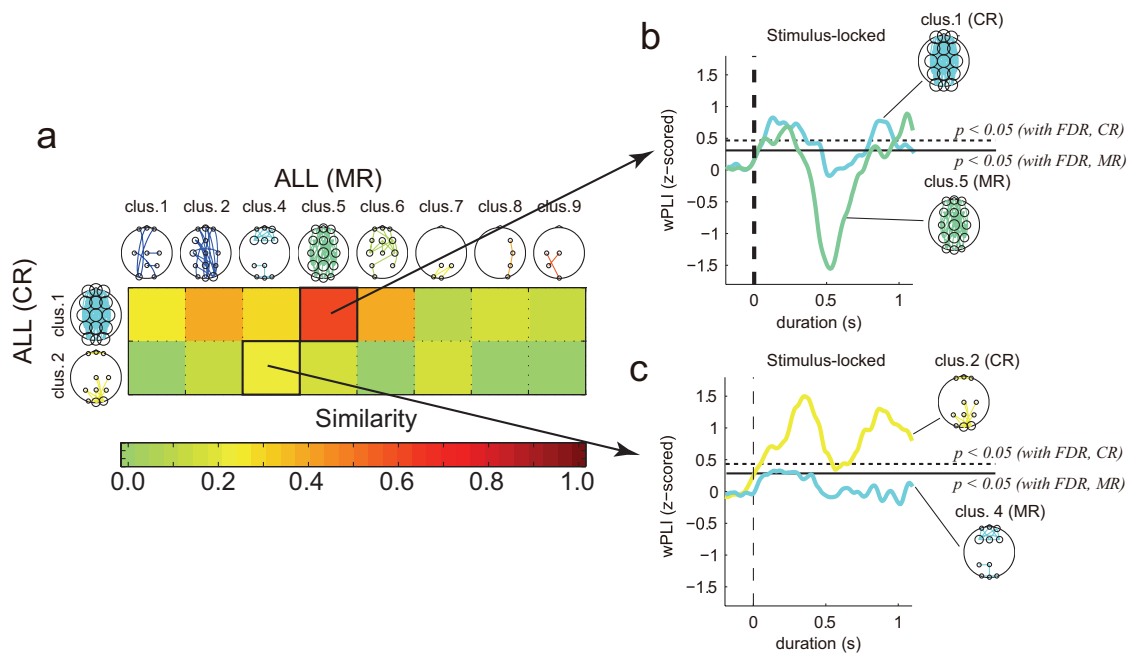 a
ALL (MR)
clus.1 clus.2 clus.4 clus.5 clus.6 clus.7 clus.8 clus.9
ALL (CR)
clus.1
clus. 2
Similarity
0.0 0.2 0.4 0.6 0.8 1.0
b
Stimulus-locked
clus.1 (CR)
wPLI (z−scored)
1.5
1
0.5
0
−0.5
−1
−1.5
p < 0.05 (with FDR, CR)
p < 0.05 (with FDR, MR)
clus.5 (MR)
0 0.5 1
duration (s)
c
Stimulus-locked
clus.2 (CR)
wPLI (z−scored)
1.5
1
0.5
0
−0.5
−1
−1.5
p < 0.05 (with FDR, CR)
p < 0.05 (with FDR, MR)
clus. 4 (MR)
0 0.5 1
duration (s)